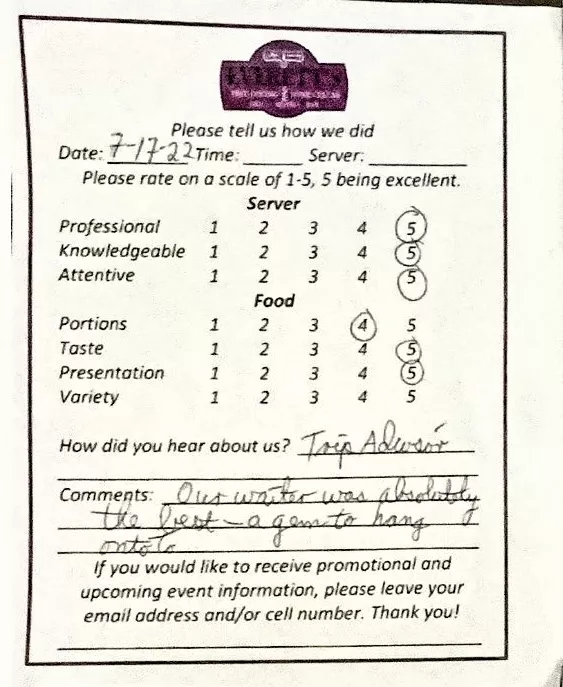 Please tell us how we did
Date: 7-17-22 Time: ______ Server: __________
Please rate on a scale of 1-5, 5 being excellent.
Server
Professional 1 2 3 4 5
Knowledgeable 1 2 3 4 5
Attentive 1 2 3 4 5
Food
Portions 1 2 3 4 5
Taste 1 2 3 4 5
Presentation 1 2 3 4 5
Variety 1 2 3 4 5
How did you hear about us? Trip Advisor
Comments: Our waiter was absolutely
the best - a gem to hang
onto
If you would like to receive promotional and
upcoming event information, please leave your
email address and/or cell number. Thank you!